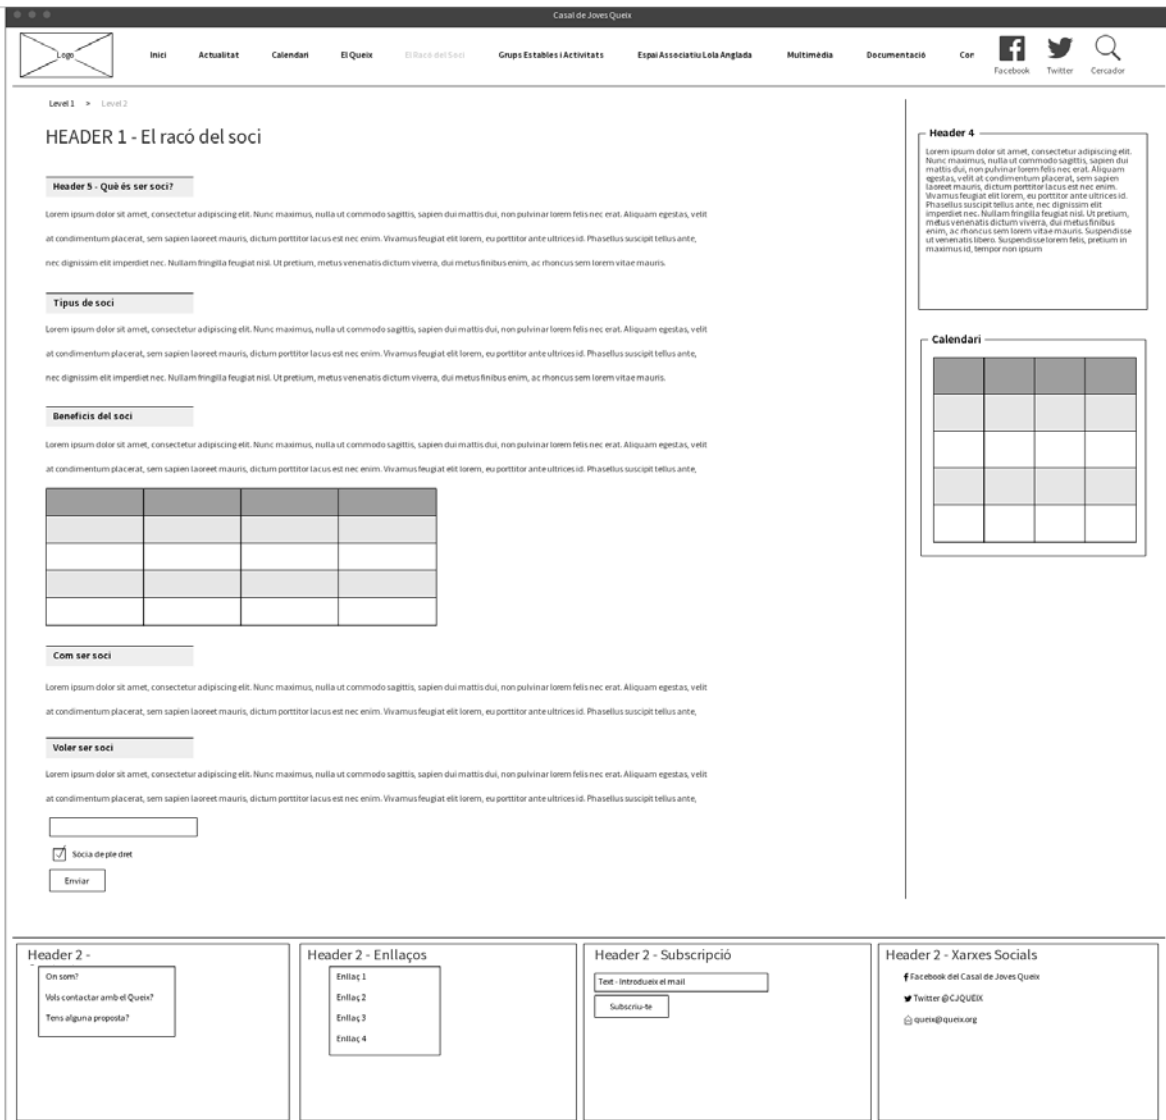 Casal de Joves Queix
Logo
Inici
Actualitat
Calendari
El Queix
El Racó del Soci
Grups Estables i Activitats
Espai Associatiu Lola Anglada
Multimèdia
Documentació
Cor
Facebook
Twitter
Cercador
Level 1 > Level 2
HEADER 1 - El racó del soci
Header 5 - Què és ser soci?
Lorem ipsum dolor sit amet, consectetur adipiscing elit. Nunc maximus, nulla ut commodo sagittis, sapien dui mattis dui, non pulvinar lorem felis nec erat. Aliquam egestas, velit
at condimentum placerat, sem sapien laoreet mauris, dictum porttitor lacus est nec enim. Vivamus feugiat elit lorem, eu porttitor ante ultrices id. Phasellus suscipit tellus ante,
nec dignissim elit imperdiet nec. Nullam fringilla feugiat nisl. Ut pretium, metus venenatis dictum viverra, dui metus finibus enim, ac rhoncus sem lorem vitae mauris.
Tipus de soci
Lorem ipsum dolor sit amet, consectetur adipiscing elit. Nunc maximus, nulla ut commodo sagittis, sapien dui mattis dui, non pulvinar lorem felis nec erat. Aliquam egestas, velit
at condimentum placerat, sem sapien laoreet mauris, dictum porttitor lacus est nec enim. Vivamus feugiat elit lorem, eu porttitor ante ultrices id. Phasellus suscipit tellus ante,
nec dignissim elit imperdiet nec. Nullam fringilla feugiat nisl. Ut pretium, metus venenatis dictum viverra, dui metus finibus enim, ac rhoncus sem lorem vitae mauris.
Beneficis del soci
Lorem ipsum dolor sit amet, consectetur adipiscing elit. Nunc maximus, nulla ut commodo sagittis, sapien dui mattis dui, non pulvinar lorem felis nec erat. Aliquam egestas, velit
at condimentum placerat, sem sapien laoreet mauris, dictum porttitor lacus est nec enim. Vivamus feugiat elit lorem, eu porttitor ante ultrices id. Phasellus suscipit tellus ante,
Com ser soci
Lorem ipsum dolor sit amet, consectetur adipiscing elit. Nunc maximus, nulla ut commodo sagittis, sapien dui mattis dui, non pulvinar lorem felis nec erat. Aliquam egestas, velit
at condimentum placerat, sem sapien laoreet mauris, dictum porttitor lacus est nec enim. Vivamus feugiat elit lorem, eu porttitor ante ultrices id. Phasellus suscipit tellus ante,
Voler ser soci
Lorem ipsum dolor sit amet, consectetur adipiscing elit. Nunc maximus, nulla ut commodo sagittis, sapien dui mattis dui, non pulvinar lorem felis nec erat. Aliquam egestas, velit
at condimentum placerat, sem sapien laoreet mauris, dictum porttitor lacus est nec enim. Vivamus feugiat elit lorem, eu porttitor ante ultrices id. Phasellus suscipit tellus ante,
Sòcia de ple dret
Enviar
Header 4
Lorem ipsum dolor sit amet, consectetur adipiscing elit.
Nunc maximus, nulla ut commodo sagittis, sapien dui
mattis dui, non pulvinar lorem felis nec erat. Aliquam
egestas, velit at condimentum placerat, sem sapien
laoreet mauris, dictum porttitor lacus est nec enim.
Vivamus feugiat elit lorem, eu porttitor ante ultrices id.
Phasellus suscipit tellus ante, nec dignissim elit
imperdiet nec. Nullam fringilla feugiat nisl. Ut pretium,
metus venenatis dictum viverra, dui metus finibus
enim, ac rhoncus sem lorem vitae mauris. Suspendisse
ut venenatis libero. Suspendisse lorem felis, pretium in
maximus id, tempor non ipsum
Calendari
Header 2 -
On som?
Vols contactar amb el Queix?
Tens alguna proposta?
Header 2 - Enllaços
Enllaç 1
Enllaç 2
Enllaç 3
Enllaç 4
Header 2 - Subscripció
Text - Introdueix el mail
Subscriu-te
Header 2 - Xarxes Socials
Facebook del Casal de Joves Queix
Twitter @CJQUEIX
queix@queix.org